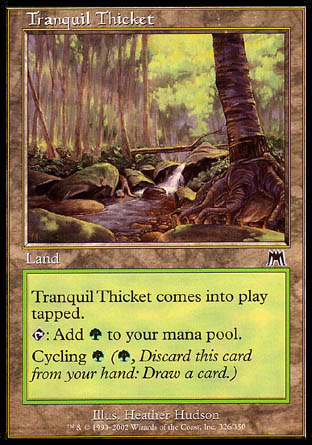 Tranquil Thicket
Land
Tranquil Thicket comes into play
tapped.
: Add to your mana pool.
Cycling ( , Discard this card
from your hand: Draw a card.)
Illus. Heather Hudson
™ & © 1993-2002 Wizards of the Coast, Inc. 326/350